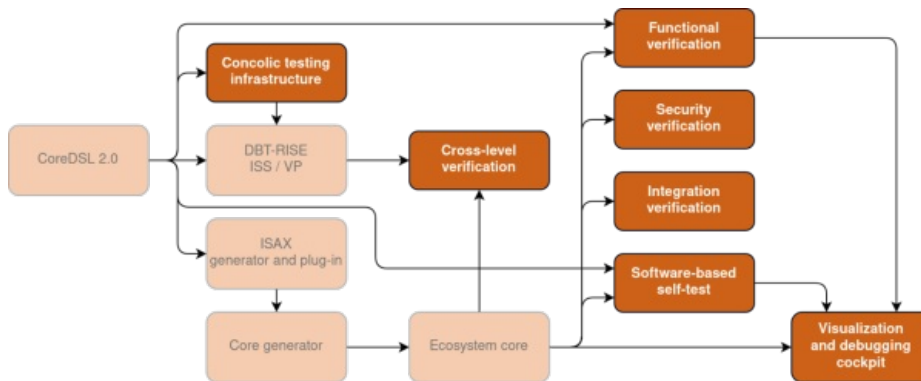 Functional
verification
Concolic testing
infrastructure
Security
verification
CoreDSL 2.0
DBT-RISE
ISS / VP
Cross-level
verification
Integration
verification
ISAX
generator and plug-in
Software-based
self-test
Core generator
Ecosystem core
Visualization
and debugging
cockpit